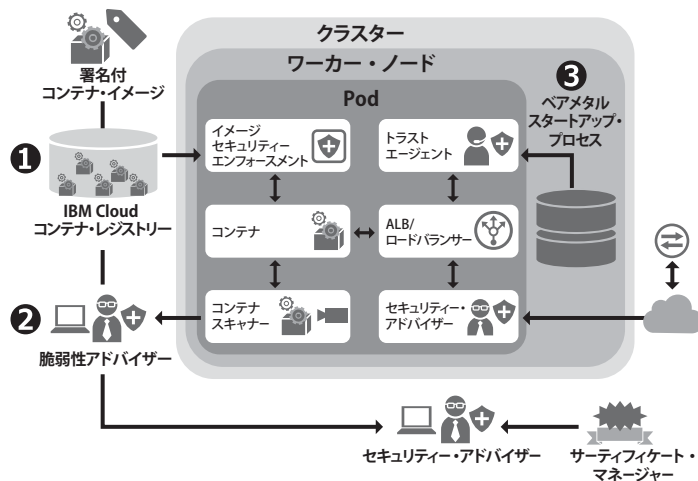 クラスター
ワーカー・ノード
Pod
署名付
コンテナ・イメージ
❶
IBM Cloud
コンテナ・レジストリー
❷
脆弱性アドバイザー
イメージ
セキュリティー
エンフォースメント
トラスト
エージェント
コンテナ
ALB/
ロードバランサー
コンテナ
スキャナー
セキュリティー・
アドバイザー
❸
ベアメタル
スタートアップ・
プロセス
セキュリティー・アドバイザー
サーティフィケート・
マネージャー